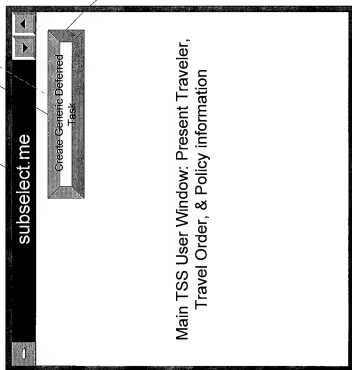 subselect.me
Create Generic Deferred
Task
Main TSS User Window: Present Traveler,
Travel Order, & Policy information